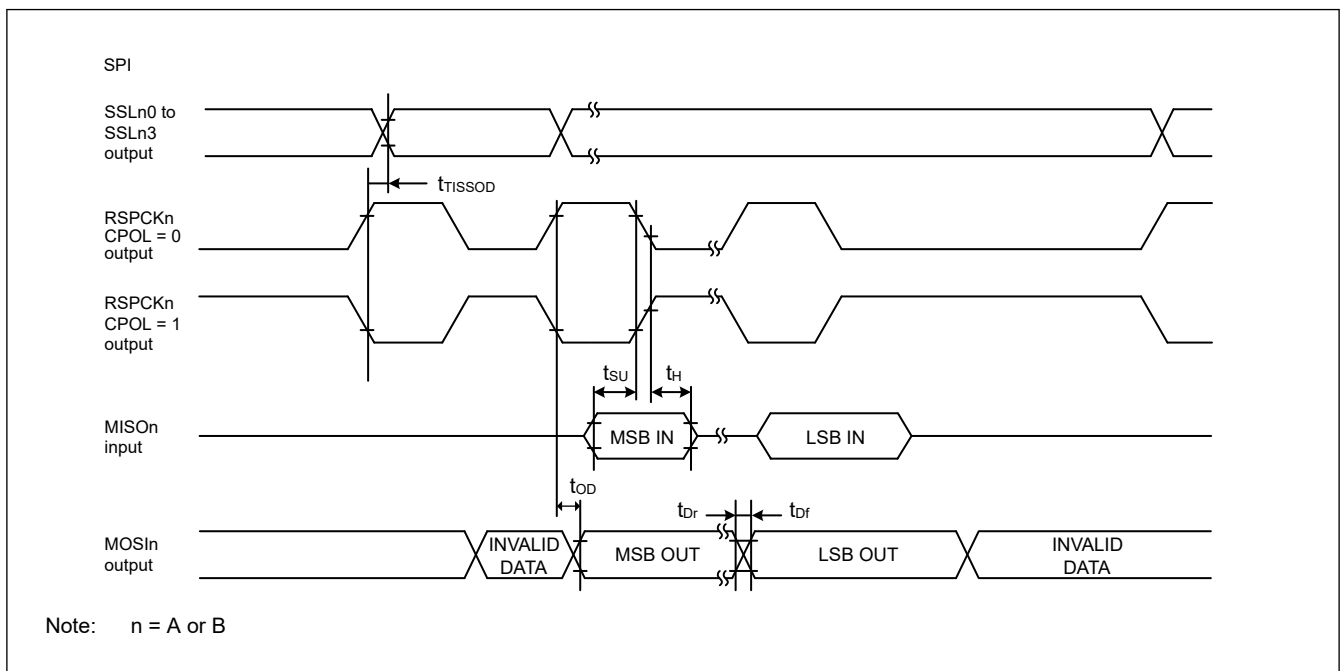 SPI
SSLn0 to
SSLn3
output
tTISSOD
RSPCKn
CPOL = 0
output
RSPCKn
CPOL = 1
output
tSU
tH
MISOn
input
MSB IN
LSB IN
tOD
tDr
tDf
MOSIn
output
INVALID
DATA
MSB OUT
LSB OUT
INVALID
DATA
Note: n = A or B